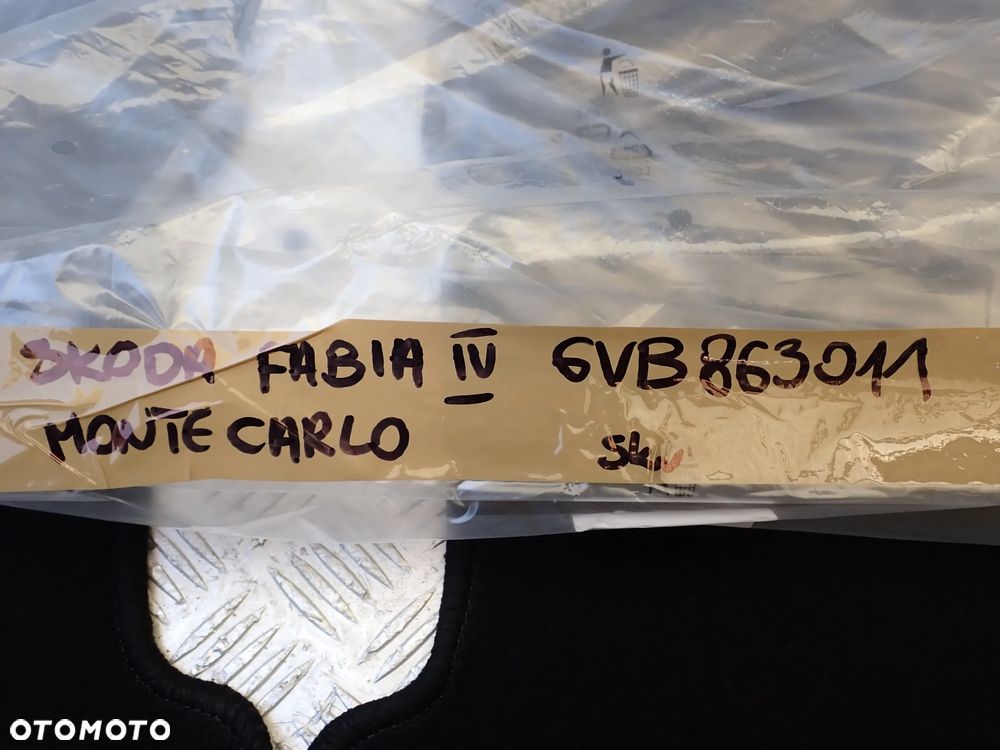 SKODA FABIA IV 6VB863011
MONTE CARLO
OTOMOTO